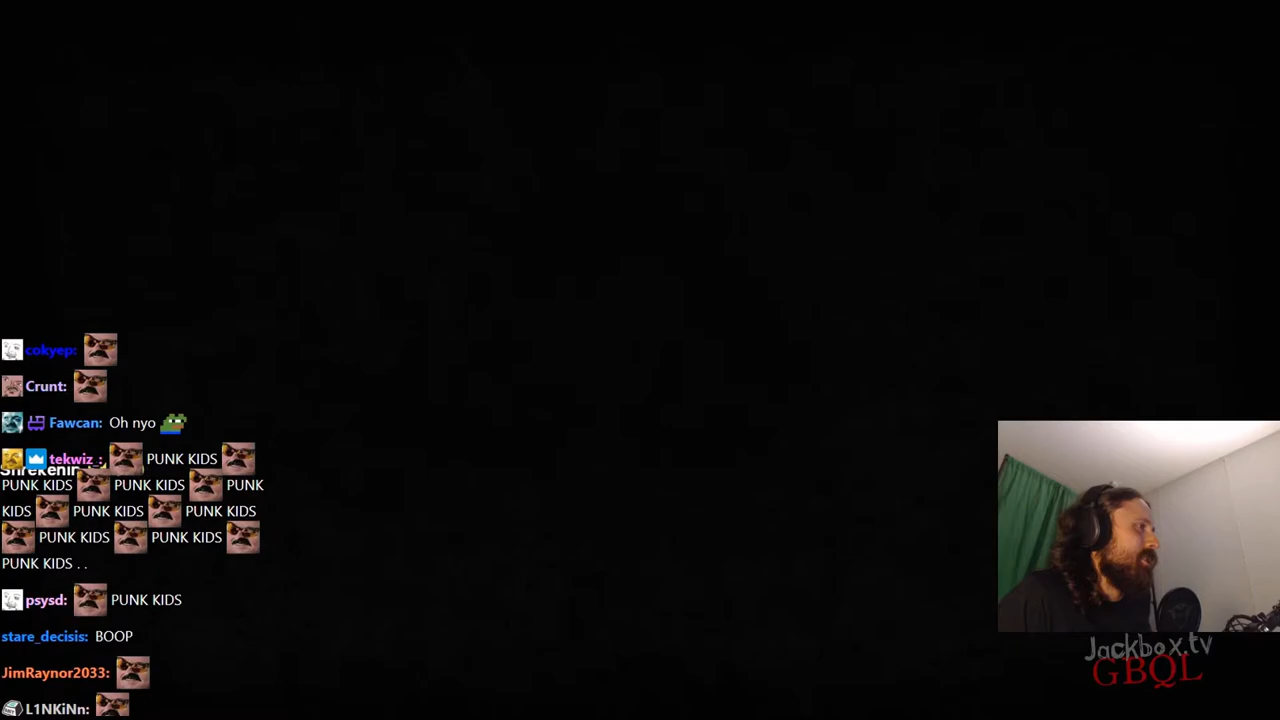 cokyep:
Crunt:
Fawcan: Oh nyo
tekwiz_: PUNK KIDS
PUNK KIDS PUNK KIDS PUNK
KIDS PUNK KIDS PUNK KIDS
PUNK KIDS PUNK KIDS
PUNK KIDS . .
psysd: PUNK KIDS
stare_decisis: BOOP
JimRaynor2033:
L1NKiNn:
Jackbox.tv
GBQL